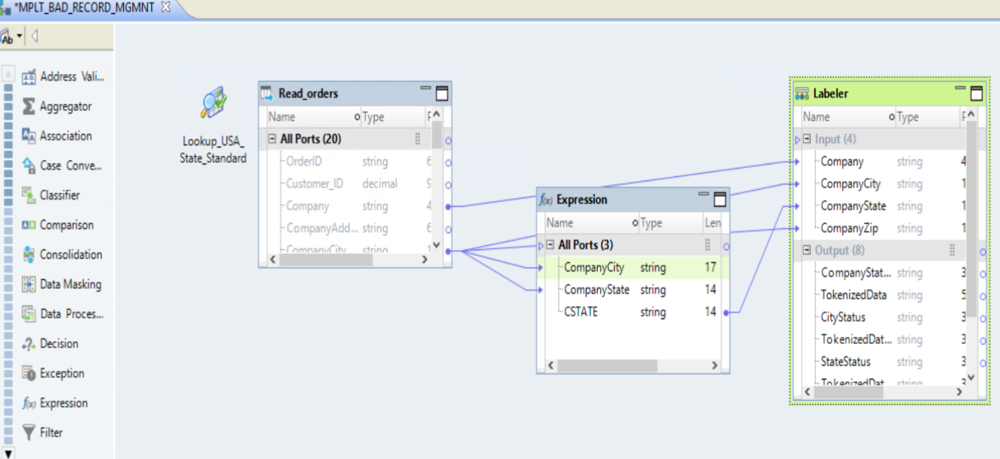 *MPLT_BAD_RECORD_MGMNT
Ab
Address Vali...
Aggregator
Association
Case Conve...
Classifier
Comparison
Consolidation
Data Masking
Data Proces...
Decision
Exception
f(x) Expression
Filter
Lookup_USA_
State_Standard
Read_orders
Name Type
All Ports (20)
OrderID string 6
Customer_ID decimal 9
Company string 4
CompanyAdd... string 6
CompanyCity string 1
f(x) Expression
Name Type Len
All Ports (3)
CompanyCity string 17
CompanyState string 14
CSTATE string 14
Labeler
Name Type
Input (4)
Company string 4
CompanyCity string 1
CompanyState string 1
CompanyZip string 1
Output (8)
CompanyStat... string 3
TokenizedData string 5
CityStatus string 3
TokenizedDat... string 3
StateStatus string 3
TokenizedDat string 3